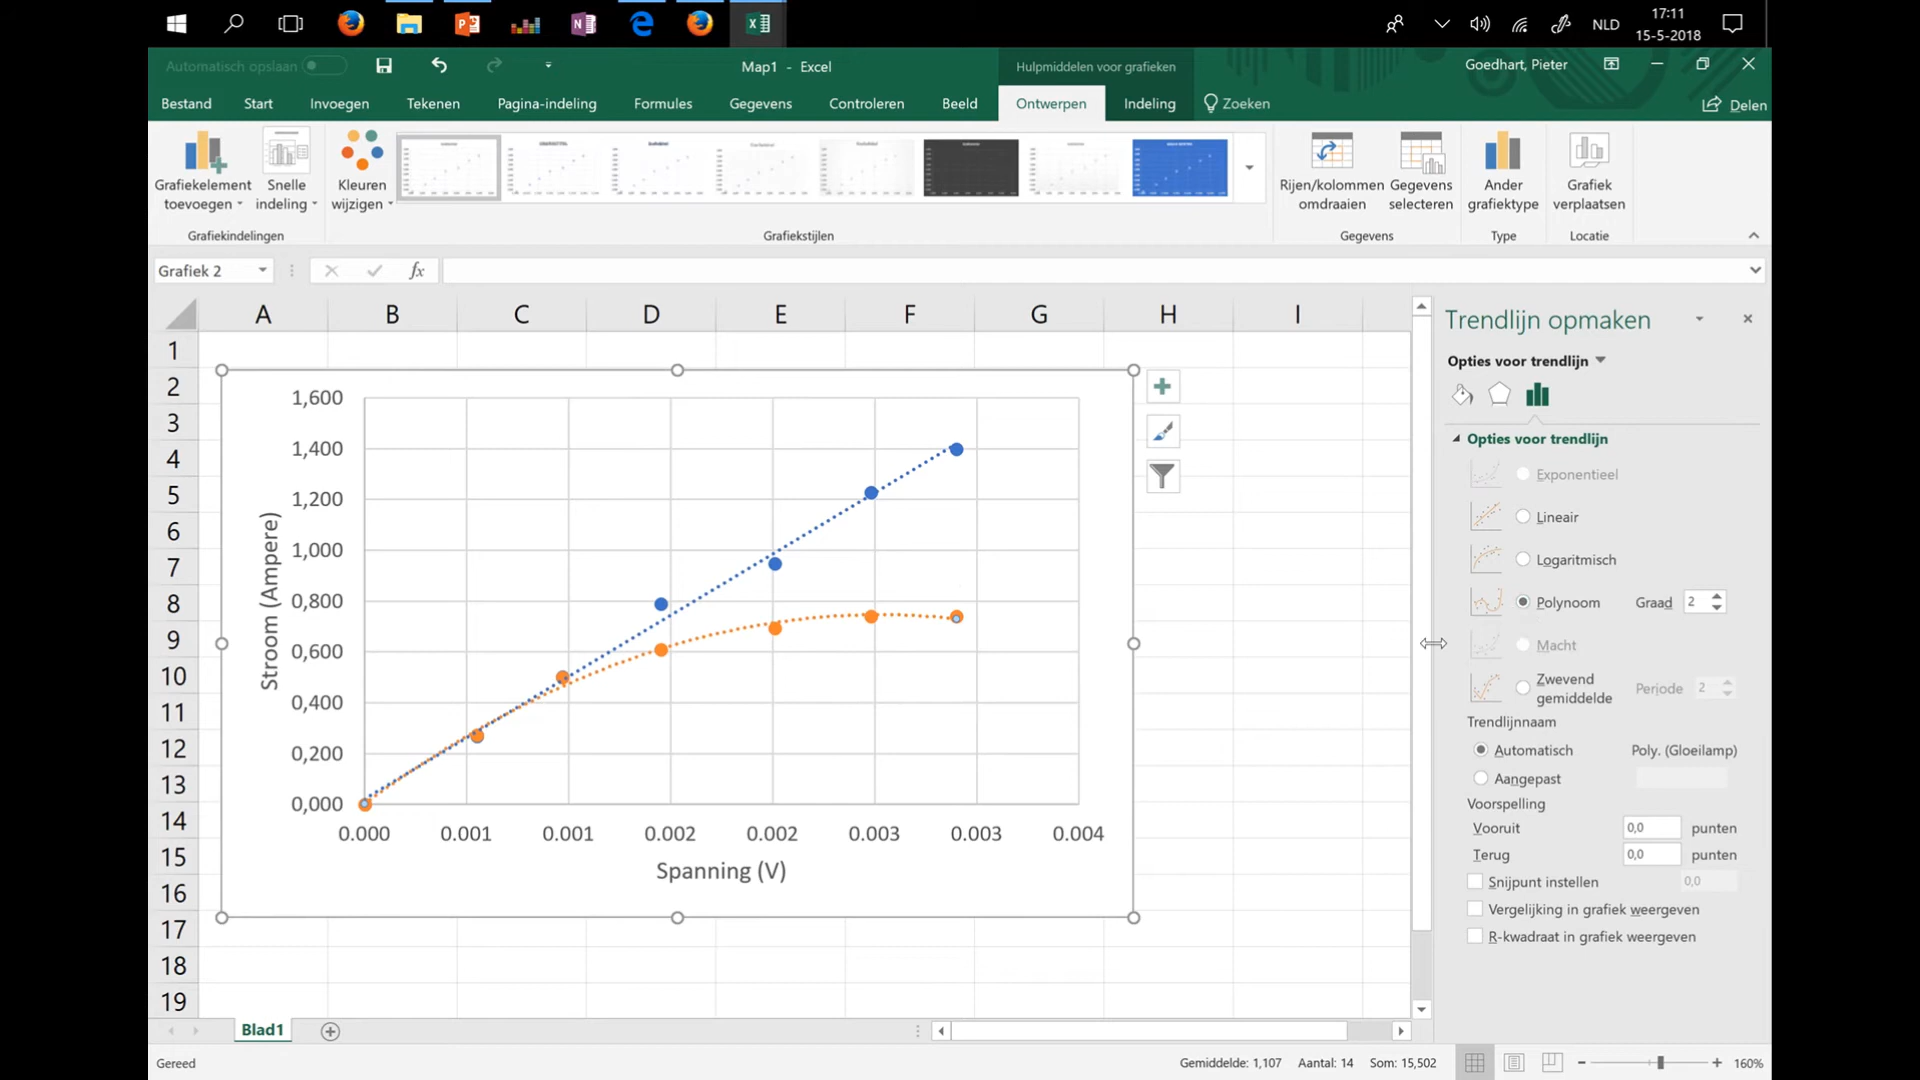 NLD
17:11
15-5-2018
Automatisch opslaan
Map1 - Excel
Hulpmiddelen voor grafieken
Goedhart, Pieter
Bestand
Start
Invoegen
Tekenen
Pagina-indeling
Formules
Gegevens
Controleren
Beeld
Ontwerpen
Indeling
Zoeken
Delen
Grafiekelement
toevoegen
Snelle
indeling
Kleuren
wijzigen
Rijen/kolommen
omdraaien
Gegevens
selecteren
Ander
grafiektype
Grafiek
verplaatsen
Grafiekindelingen
Grafiekstijlen
Gegevens
Type
Locatie
Grafiek 2
fx
A B C D E F G H I
1
2
3
4
5
6
7
8
9
10
11
12
13
14
15
16
17
18
19
1,600
1,400
1,200
1,000
0,800
0,600
0,400
0,200
0,000
Stroom (Ampere)
0.000 0.001 0.001 0.002 0.002 0.003 0.003 0.004
Spanning (V)
Trendlijn opmaken
Opties voor trendlijn
Opties voor trendlijn
Exponentieel
Lineair
Logaritmisch
Polynoom Graad 2
Macht
Zwevend
gemiddelde
Periode 2
Trendlijnnaam
Automatisch Poly. (Gloeilamp)
Aangepast
Voorspelling
Vooruit 0,0 punten
Terug 0,0 punten
Snijpunt instellen 0,0
Vergelijking in grafiek weergeven
R-kwadraat in grafiek weergeven
Blad1
Gereed
Gemiddelde: 1,107 Aantal: 14 Som: 15,502
160%